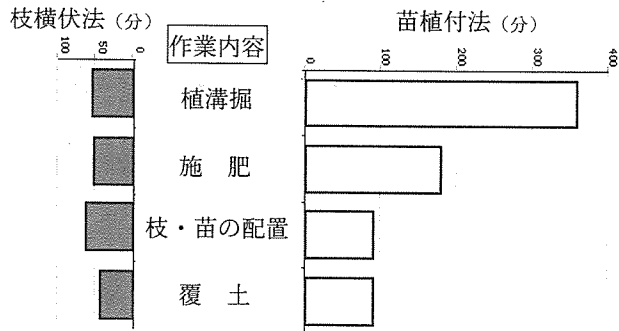 枝横伏法（分）
作業内容
苗植付法（分）
100
50
0
0
100
200
300
400
植溝掘
施　肥
枝・苗の配置
覆　土